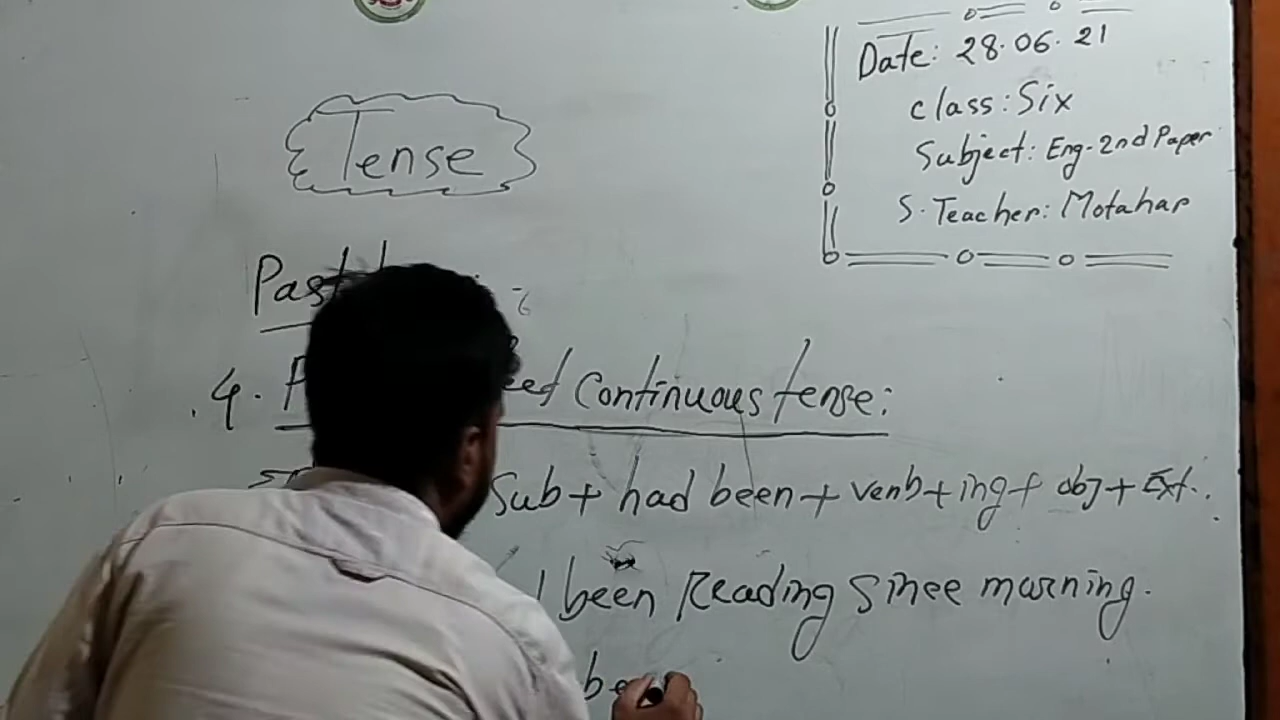 Date: 28.06.21
class: Six
Subject: Eng-2nd Paper
S. Teacher: Motahar
Tense
Past
4. Continuous tense:
Sub + had been + verb + ing + obj + Ext.
been Reading Since morning.
be